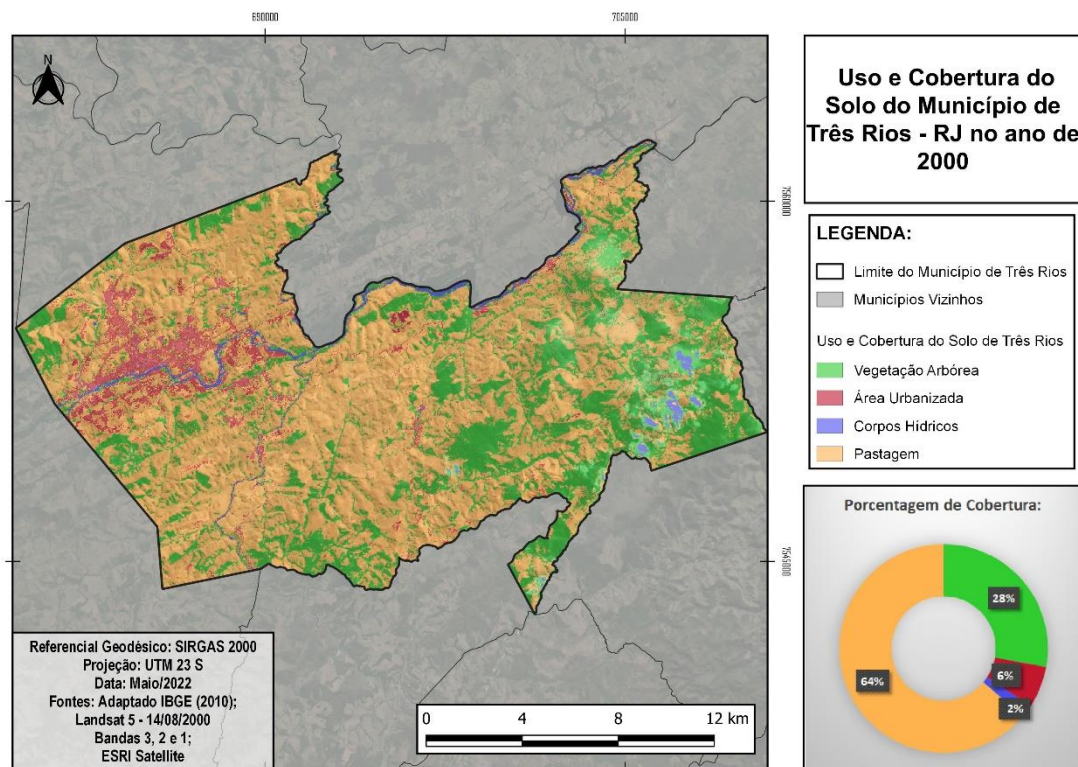 690000
705000
N
7560000
7545000
Uso e Cobertura do
Solo do Município de
Três Rios - RJ no ano de
2000
LEGENDA:
Limite do Município de Três Rios
Municípios Vizinhos
Uso e Cobertura do Solo de Três Rios
Vegetação Arbórea
Área Urbanizada
Corpos Hídricos
Pastagem
Porcentagem de Cobertura:
28%
6%
2%
64%
Referencial Geodésico: SIRGAS 2000
Projeção: UTM 23 S
Data: Maio/2022
Fontes: Adaptado IBGE (2010);
Landsat 5 - 14/08/2000
Bandas 3, 2 e 1;
ESRI Satellite
0 4 8 12 km